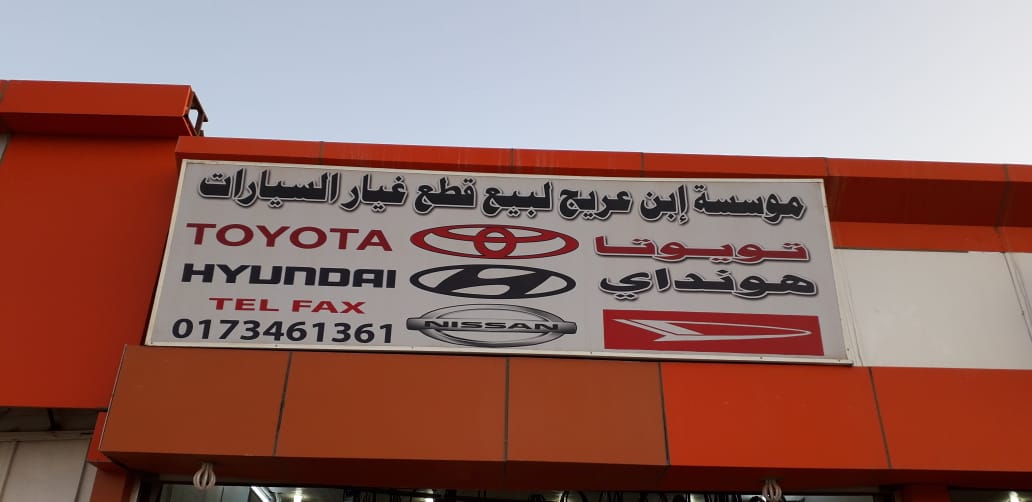 موسسة إبن عريج لبيع قطع غيار السيارات
TOYOTA تويوتا
HYUNDAI هونداي
TEL FAX NISSAN
0173461361